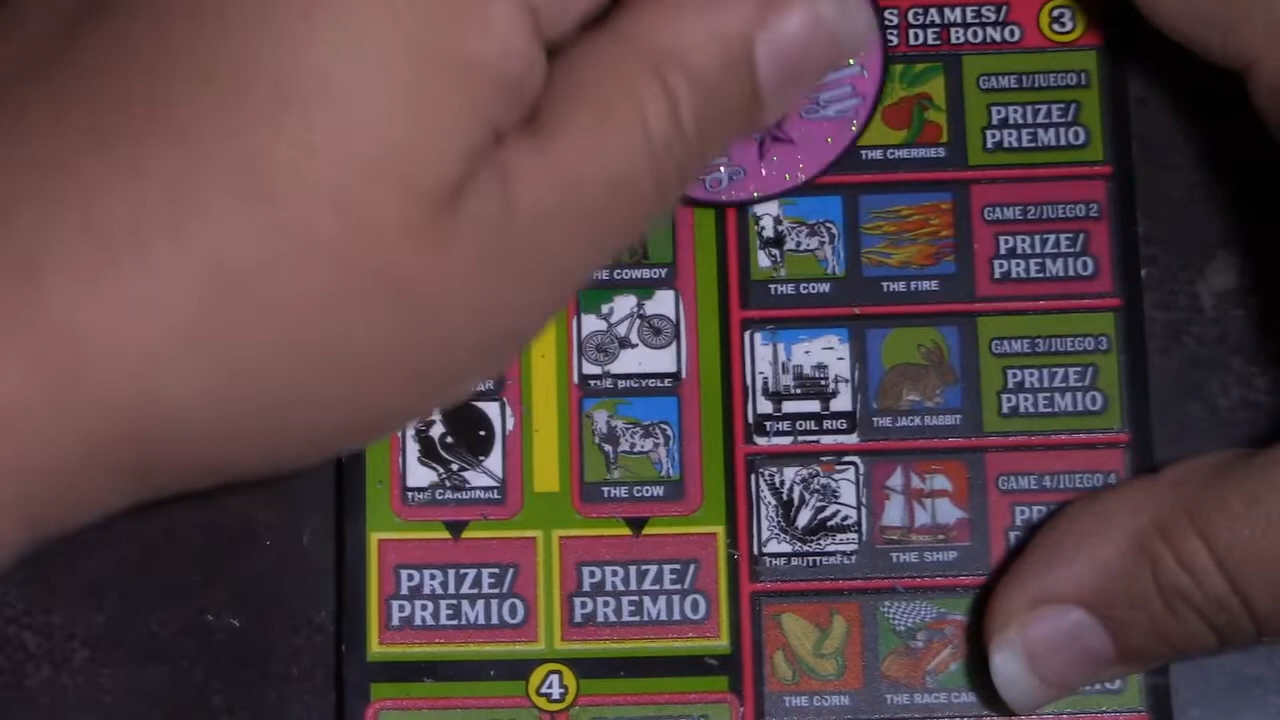 S GAMES/
S DE BONO
3
THE CHERRIES
GAME 1/JUEGO 1
PRIZE/
PREMIO
THE COW
THE FIRE
GAME 2/JUEGO 2
PRIZE/
PREMIO
THE OIL RIG
THE JACK RABBIT
GAME 3/JUEGO 3
PRIZE/
PREMIO
THE BUTTERFLY
THE SHIP
GAME 4/JUEGO 4
THE CORN
THE RACE CAR
HE COWBOY
THE BICYCLE
THE CARDINAL
THE COW
PRIZE/
PREMIO
PRIZE/
PREMIO
4